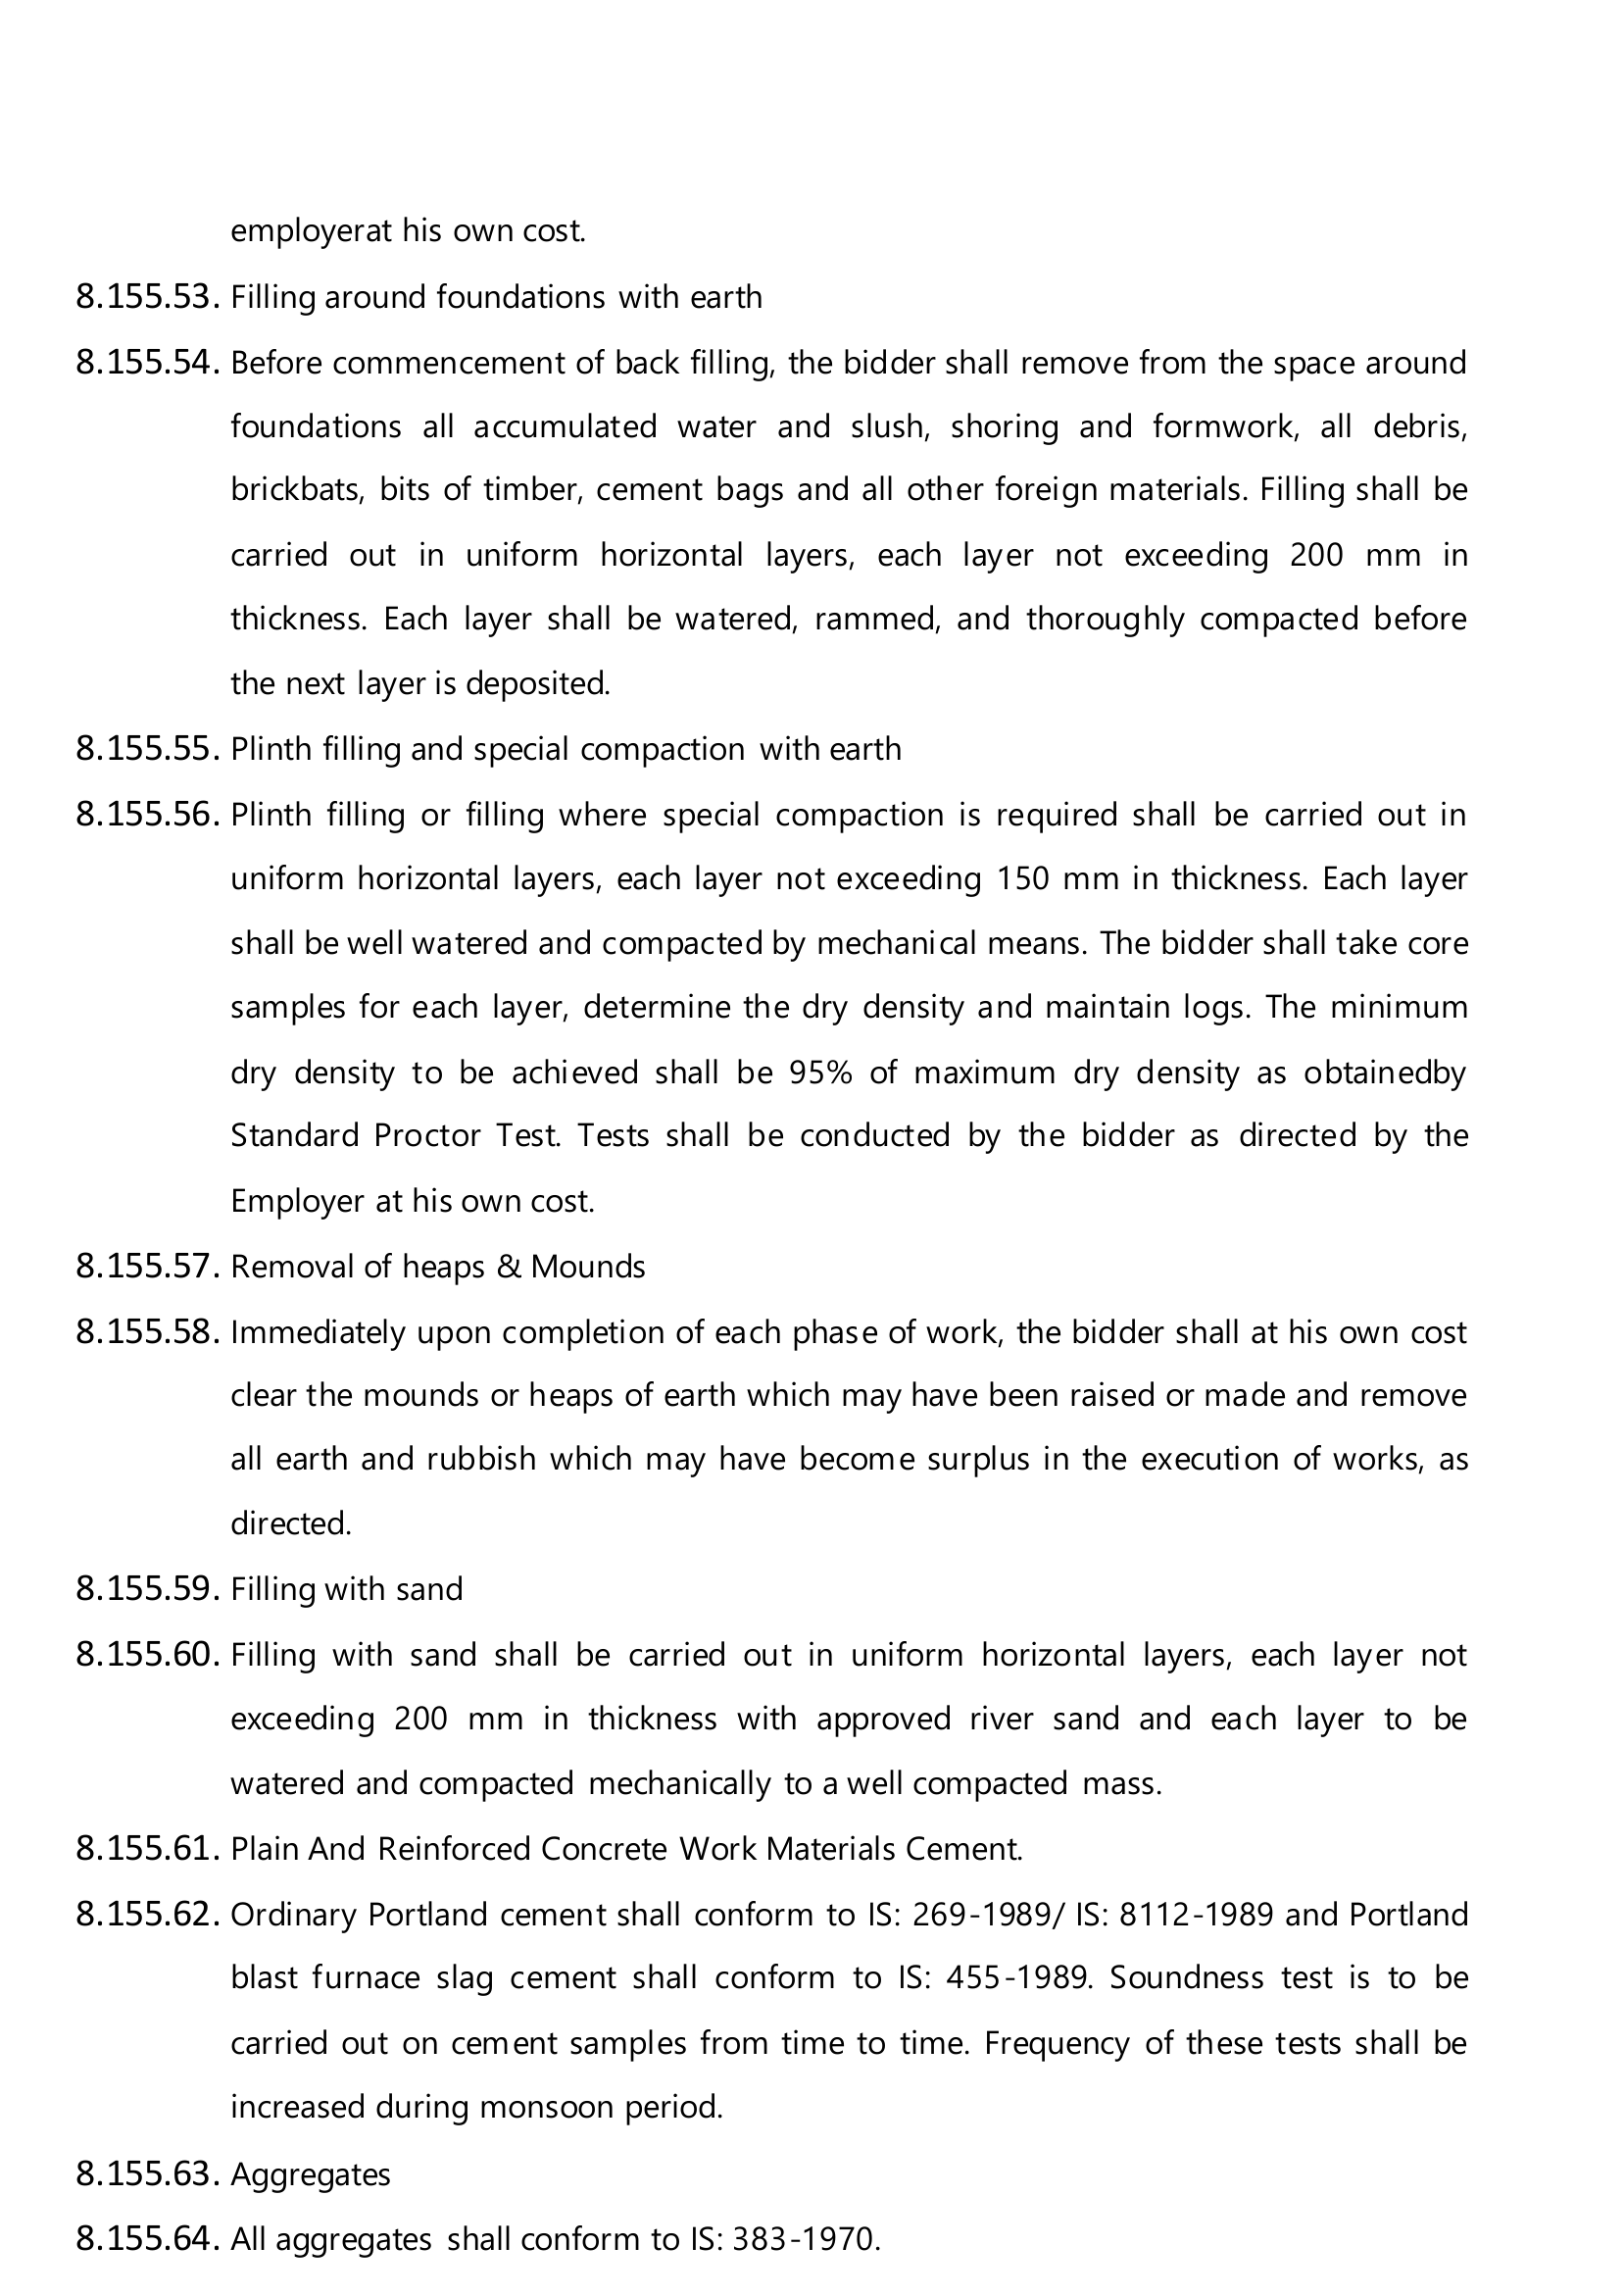 employerat his own cost.
8.155.53. Filling around foundations with earth
8.155.54. Before commencement of back filling, the bidder shall remove from the space around
foundations all accumulated water and slush, shoring and formwork, all debris,
brickbats, bits of timber, cement bags and all other foreign materials. Filling shall be
carried out in uniform horizontal layers, each layer not exceeding 200 mm in
thickness. Each layer shall be watered, rammed, and thoroughly compacted before
the next layer is deposited.
8.155.55. Plinth filling and special compaction with earth
8.155.56. Plinth filling or filling where special compaction is required shall be carried out in
uniform horizontal layers, each layer not exceeding 150 mm in thickness. Each layer
shall be well watered and compacted by mechanical means. The bidder shall take core
samples for each layer, determine the dry density and maintain logs. The minimum
dry density to be achieved shall be 95% of maximum dry density as obtainedby
Standard Proctor Test. Tests shall be conducted by the bidder as directed by the
Employer at his own cost.
8.155.57. Removal of heaps & Mounds
8.155.58. Immediately upon completion of each phase of work, the bidder shall at his own cost
clear the mounds or heaps of earth which may have been raised or made and remove
all earth and rubbish which may have become surplus in the execution of works, as
directed.
8.155.59. Filling with sand
8.155.60. Filling with sand shall be carried out in uniform horizontal layers, each layer not
exceeding 200 mm in thickness with approved river sand and each layer to be
watered and compacted mechanically to a well compacted mass.
8.155.61. Plain And Reinforced Concrete Work Materials Cement.
8.155.62. Ordinary Portland cement shall conform to IS: 269-1989/ IS: 8112-1989 and Portland
blast furnace slag cement shall conform to IS: 455-1989. Soundness test is to be
carried out on cement samples from time to time. Frequency of these tests shall be
increased during monsoon period.
8.155.63. Aggregates
8.155.64. All aggregates shall conform to IS: 383-1970.